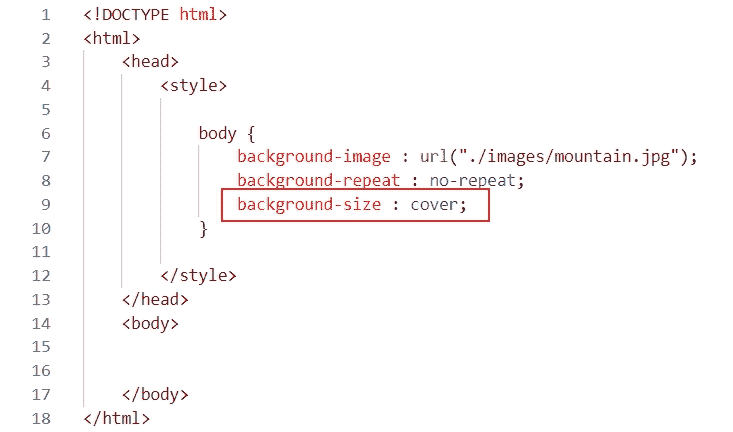 1 <!DOCTYPE html>
2 <html>
3 <head>
4 <style>
5
6 body {
7 background-image : url("./images/mountain.jpg");
8 background-repeat : no-repeat;
9 background-size : cover;
10 }
11
12 </style>
13 </head>
14 <body>
15
16
17 </body>
18 </html>